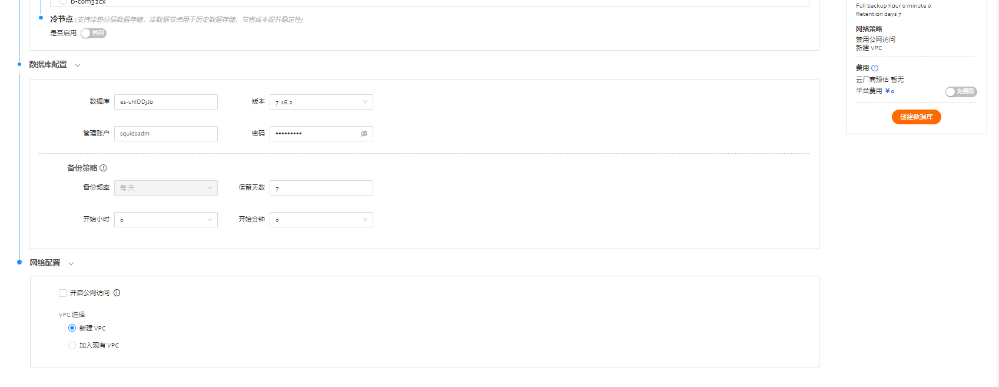 B-c8m32cx
冷节点 (支持冷热分层数据存储，冷数据节点用于历史数据存储，节省成本提升稳定性)
是否启用 禁用
数据库配置
数据库 es-uhIDDjJo 版本 7.16.2
管理账户 squidsadm 密码 •••••••••
备份策略
备份频率 每天 保留天数 7
开始小时 0 开始分钟 0
网络配置
开启公网访问
VPC 选择
新建 VPC
加入现有 VPC
Full backup hour 0 minute 0
Retention days 7
网络策略
禁用公网访问
新建 VPC
费用
云厂商预估 暂无
平台费用 ¥0 免费版
创建数据库